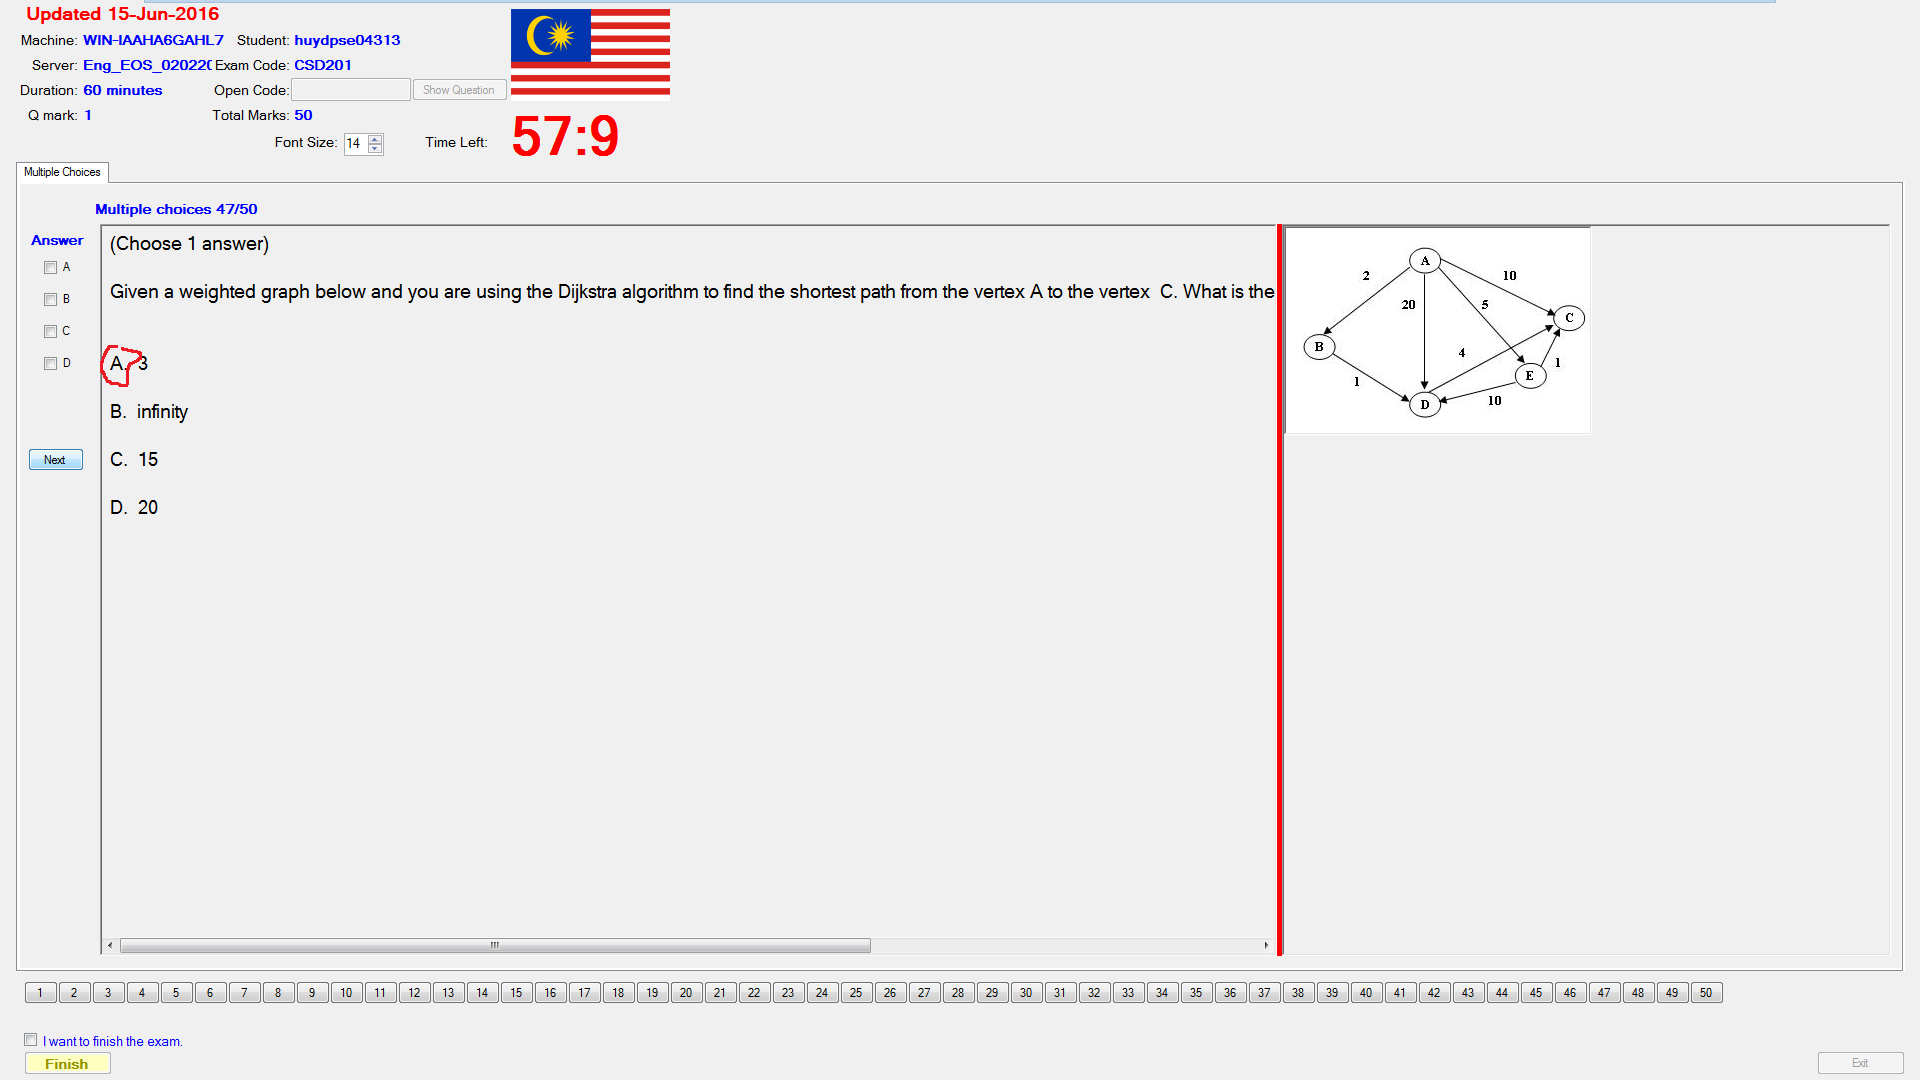 Updated 15-Jun-2016
Machine: WIN-IAAHA6GAHL7 Student: huydpse04313
Server: Eng_EOS_02022( Exam Code: CSD201
Duration: 60 minutes Open Code: Show Question
Q mark: 1 Total Marks: 50
Font Size: 14 Time Left: 57:9
Multiple Choices
Multiple choices 47/50
Answer
A
B
C
D
Next
(Choose 1 answer)
Given a weighted graph below and you are using the Dijkstra algorithm to find the shortest path from the vertex A to the vertex C. What is the
A. 3
B. infinity
C. 15
D. 20
A
2 10
20 5
C
B
4
1
E
1
D 10
1 2 3 4 5 6 7 8 9 10 11 12 13 14 15 16 17 18 19 20 21 22 23 24 25 26 27 28 29 30 31 32 33 34 35 36 37 38 39 40 41 42 43 44 45 46 47 48 49 50
I want to finish the exam.
Finish
Exit